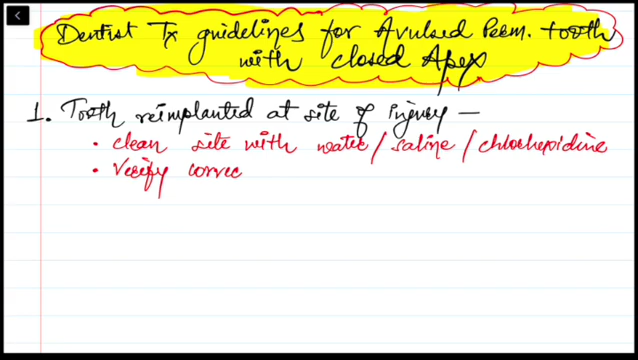 Dentist Tx guidelines for Avulsed Perm. tooth
with closed Apex
1. Tooth reimplanted at site of injury —
• clean site with water / saline / chlorhexidine
• Verify correc